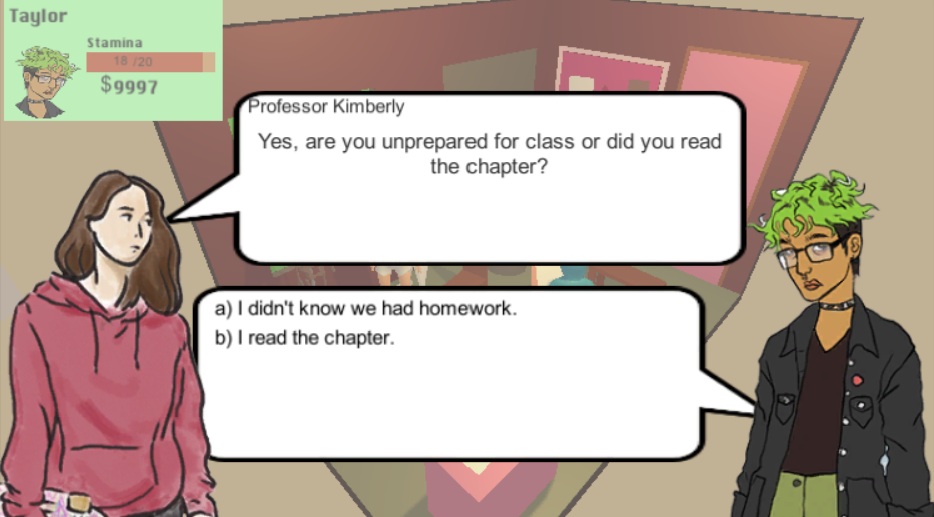 Taylor
Stamina
18 /20
$9997
Professor Kimberly
Yes, are you unprepared for class or did you read
the chapter?
a) I didn't know we had homework.
b) I read the chapter.